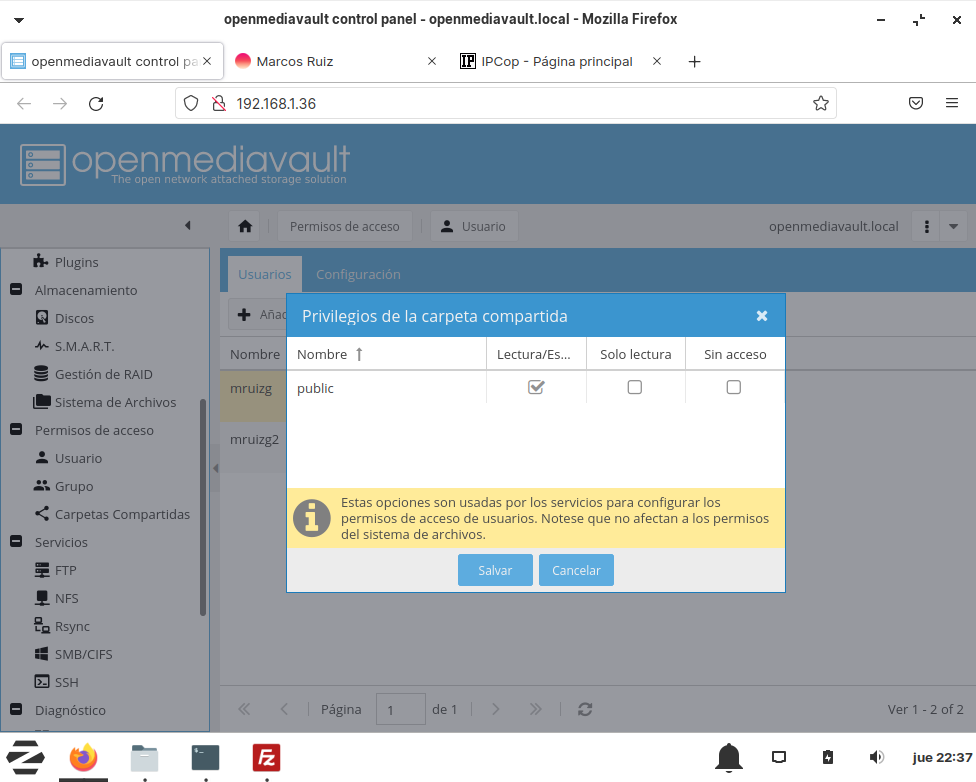 openmediavault control panel - openmediavault.local - Mozilla Firefox
openmediavault control pa
Marcos Ruiz
IP IPCop - Página principal
192.168.1.36
openmediavault
The open network attached storage solution
Permisos de acceso
Usuario
openmediavault.local
Plugins
Almacenamiento
Discos
S.M.A.R.T.
Gestión de RAID
Sistema de Archivos
Permisos de acceso
Usuario
Grupo
Carpetas Compartidas
Servicios
FTP
NFS
Rsync
SMB/CIFS
SSH
Diagnóstico
Usuarios
Configuración
Añad
Nombre
mruizg
mruizg2
Privilegios de la carpeta compartida
Nombre
Lectura/Es...
Solo lectura
Sin acceso
public
Estas opciones son usadas por los servicios para configurar los
permisos de acceso de usuarios. Notese que no afectan a los permisos
del sistema de archivos.
Salvar
Cancelar
Página 1 de 1
Ver 1 - 2 of 2
Fz
jue 22:37